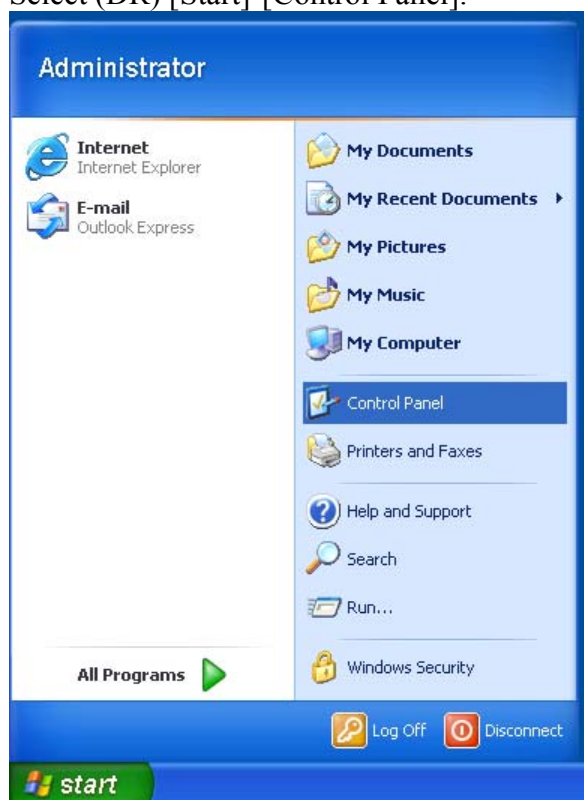 Select (DR) [Start]-[Control Panel].
Administrator
Internet
Internet Explorer
E-mail
Outlook Express
All Programs
My Documents
My Recent Documents
My Pictures
My Music
My Computer
Control Panel
Printers and Faxes
Help and Support
Search
Run...
Windows Security
Log Off Disconnect
start